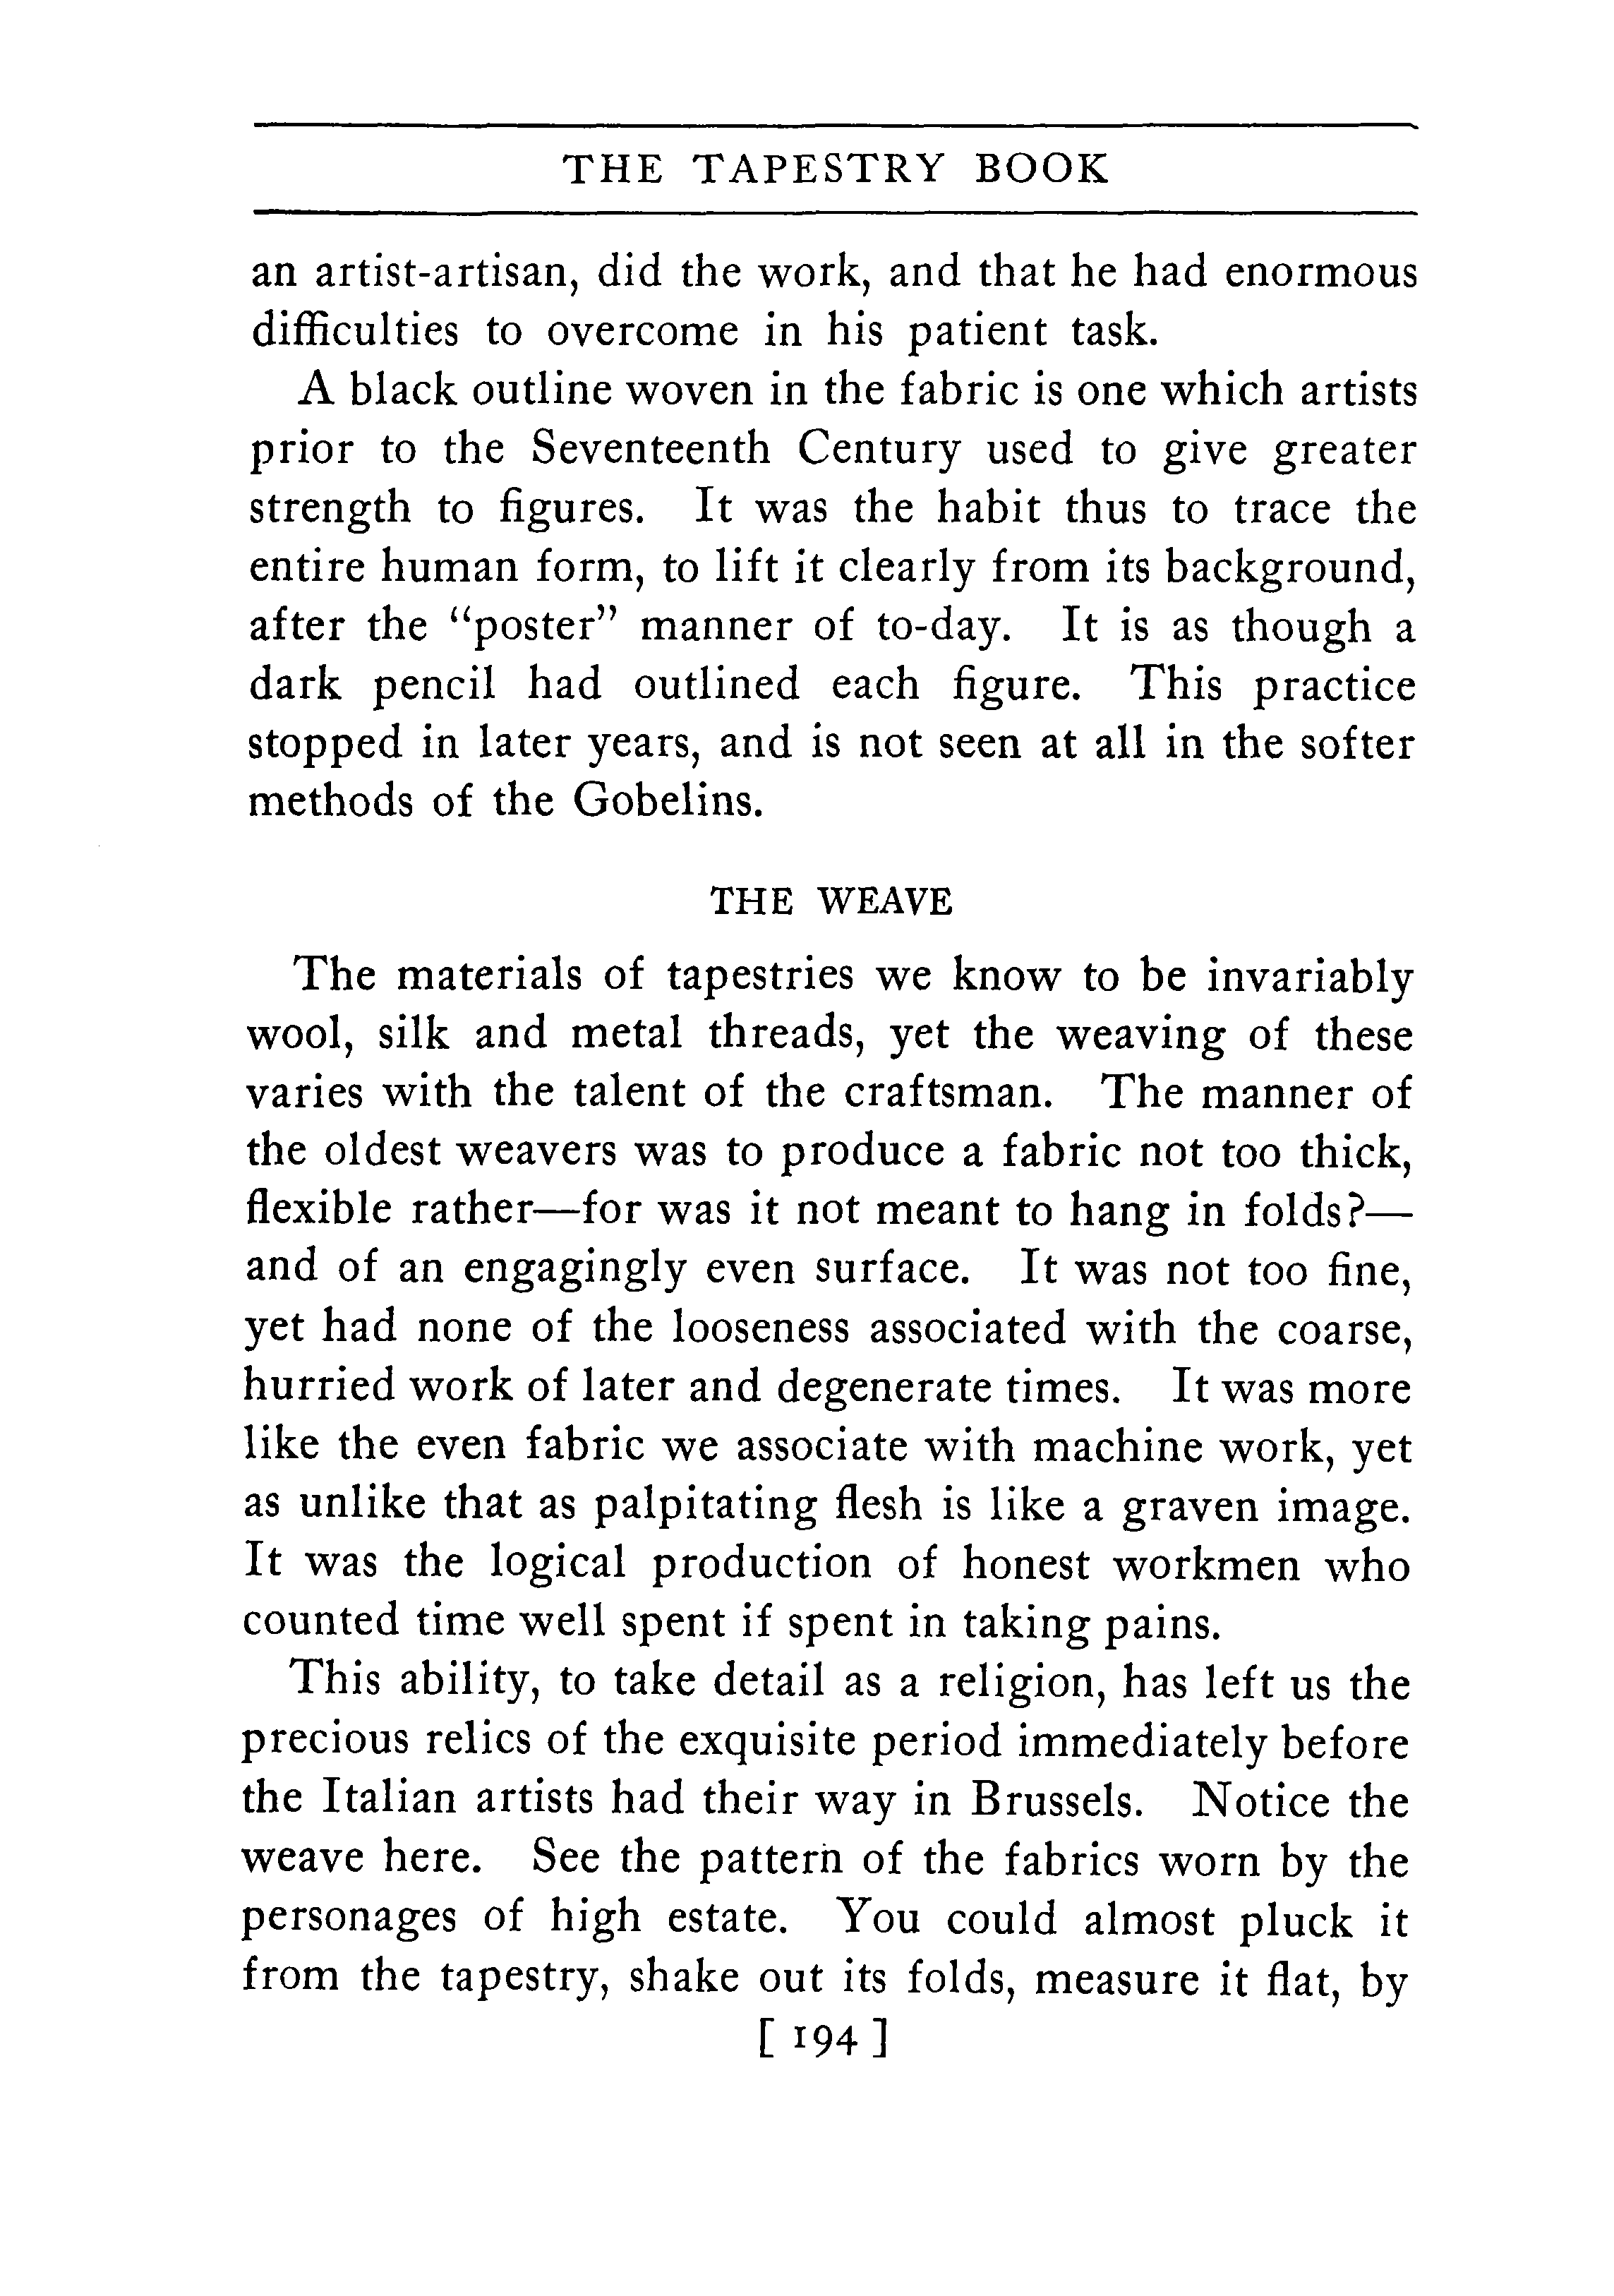 THE TAPESTRY BOOK
an artist-artisan, did the work, and that he had enormous
difficulties to overcome in his patient task.
A black outline woven in the fabric is one which artists
prior to the Seventeenth Century used to give greater
strength to figures. It was the habit thus to trace the
entire human form, to lift it clearly from its background,
after the “poster” manner of to-day. It is as though a
dark pencil had outlined each figure. This practice
stopped in later years, and is not seen at all in the softer
methods of the Gobelins.
THE WEAVE
The materials of tapestries we know to be invariably
wool, silk and metal threads, yet the weaving of these
varies with the talent of the craftsman. The manner of
the oldest weavers was to produce a fabric not too thick,
flexible rather—for was it not meant to hang in folds?—
and of an engagingly even surface. It was not too fine,
yet had none of the looseness associated with the coarse,
hurried work of later and degenerate times. It was more
like the even fabric we associate with machine work, yet
as unlike that as palpitating flesh is like a graven image.
It was the logical production of honest workmen who
counted time well spent if spent in taking pains.
This ability, to take detail as a religion, has left us the
precious relics of the exquisite period immediately before
the Italian artists had their way in Brussels. Notice the
weave here. See the pattern of the fabrics worn by the
personages of high estate. You could almost pluck it
from the tapestry, shake out its folds, measure it flat, by
[ 194 ]